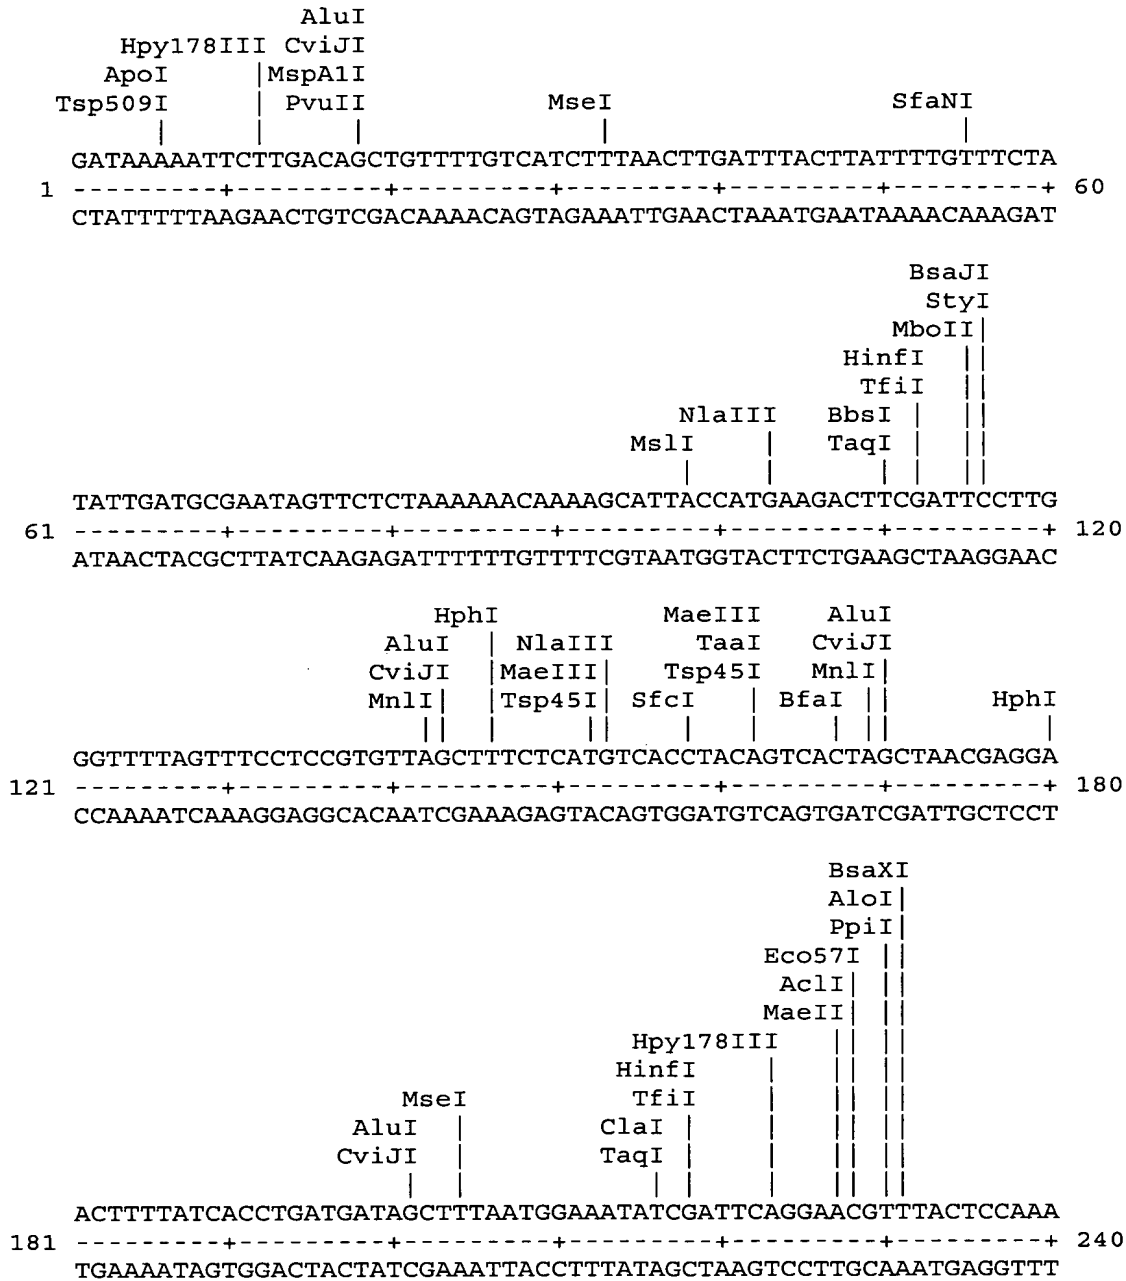 AluI
Hpy178III CviJI
ApoI |MspA1I
Tsp509I | PvuII MseI SfaNI
| | | | |
GATAAAAATTCTTGACAGCTGTTTTGTCATCTTTAACTTGATTTACTTATTTTGTTTCTA
1 ---------+---------+---------+---------+---------+---------+ 60
CTATTTTTAAGAACTGTCGACAAAACAGTAGAAATTGAACTAAATGAATAAAACAAAGAT
BsaJI
StyI
MboII|
HinfI ||
TfiI ||
NlaIII BbsI | ||
MslI | TaqI | ||
| | | | ||
TATTGATGCGAATAGTTCTCTAAAAAACAAAAGCATTACCATGAAGACTTCGATTCCTTG
61 ---------+---------+---------+---------+---------+---------+ 120
ATAACTACGCTTATCAAGAGATTTTTTGTTTTCGTAATGGTACTTCTGAAGCTAAGGAAC
HphI MaeIII AluI
AluI | NlaIII TaaI CviJI
CviJI |MaeIII| Tsp45I MnlI|
MnlI| |Tsp45I| SfcI | BfaI || HphI
|| | || | | | || |
GGTTTTAGTTTCCTCCGTGTTAGCTTTCTCATGTCACCTACAGTCACTAGCTAACGAGGA
121 ---------+---------+---------+---------+---------+---------+ 180
CCAAAATCAAAGGAGGCACAATCGAAAGAGTACAGTGGATGTCAGTGATCGATTGCTCCT
BsaXI
AloI|
PpiI|
Eco57I ||
AclI| ||
MaeII| ||
Hpy178III || ||
HinfI | || ||
MseI TfiI | || ||
AluI | ClaI | | || ||
CviJI | TaqI | | || ||
| | | | | || ||
ACTTTTATCACCTGATGATAGCTTTAATGGAAATATCGATTCAGGAACGTTTACTCCAAA
181 ---------+---------+---------+---------+---------+---------+ 240
TGAAAATAGTGGACTACTATCGAAATTACCTTTATAGCTAAGTCCTTGCAAATGAGGTTT